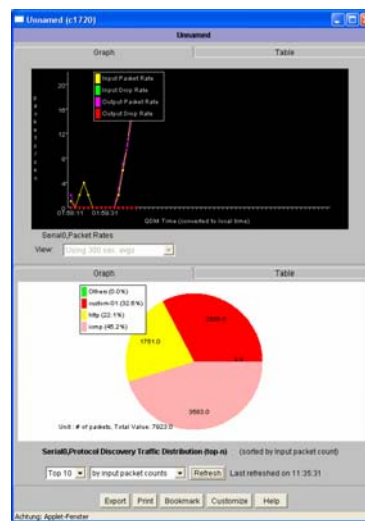 Unnamed (c1720)
Unnamed
Graph Table
Input Packet Rate
Input Drop Rate
Output Packet Rate
Output Drop Rate
20
16
12
8
4
0
01:59:11 01:59:31
QDM Time (converted to local time)
Serial0,Packet Rates
View: Using 300 sec. avgs
Graph Table
Others (0.0%)
custom-01 (32.6%)
http (22.1%)
icmp (45.2%)
1751.0
0.0
3583.0
Unit : # of packets, Total Value: 7923.0
Serial0,Protocol Discovery Traffic Distribution (top-n) (sorted by input packet count)
Top 10 by input packet counts Refresh Last refreshed on 11:35:31
Export Print Bookmark Customize Help
Achtung: Applet-Fenster